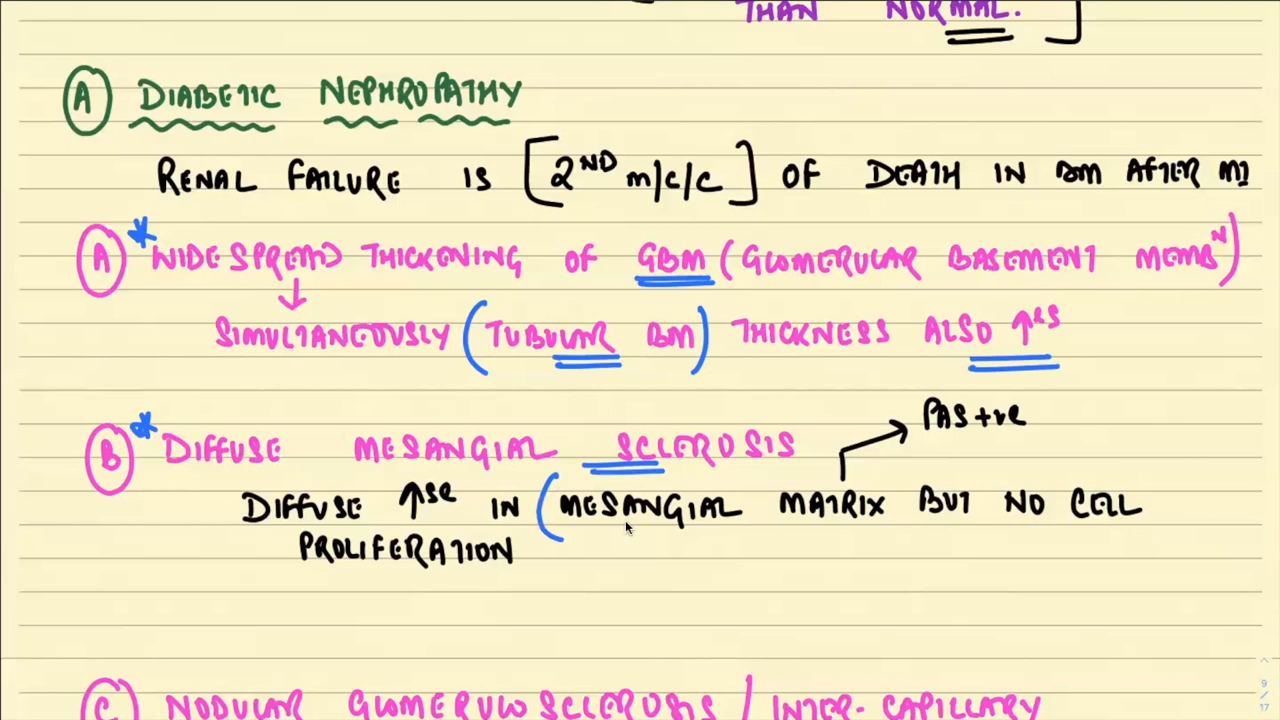 THAN NORMAL. ]
A DIABETIC NEPHROPATHY
RENAL FAILURE IS [2ND m/c/c] OF DEATH IN DM AFTER MI
A * WIDESPREAD THICKENING OF GBM (GLOMERULAR BASEMENT MEMBN)
↓
SIMULTANEOUSLY (TUBULAR BM) THICKNESS ALSO ↑ES
PAS +ve
B * DIFFUSE MESANGIAL SCLEROSIS
DIFFUSE ↑SE IN (MESANGIAL MATRIX BUT NO CELL
PROLIFERATION
C NODULAR GLOMERULOSCLEROSIS / INTER-CAPILLARY
9
/
17